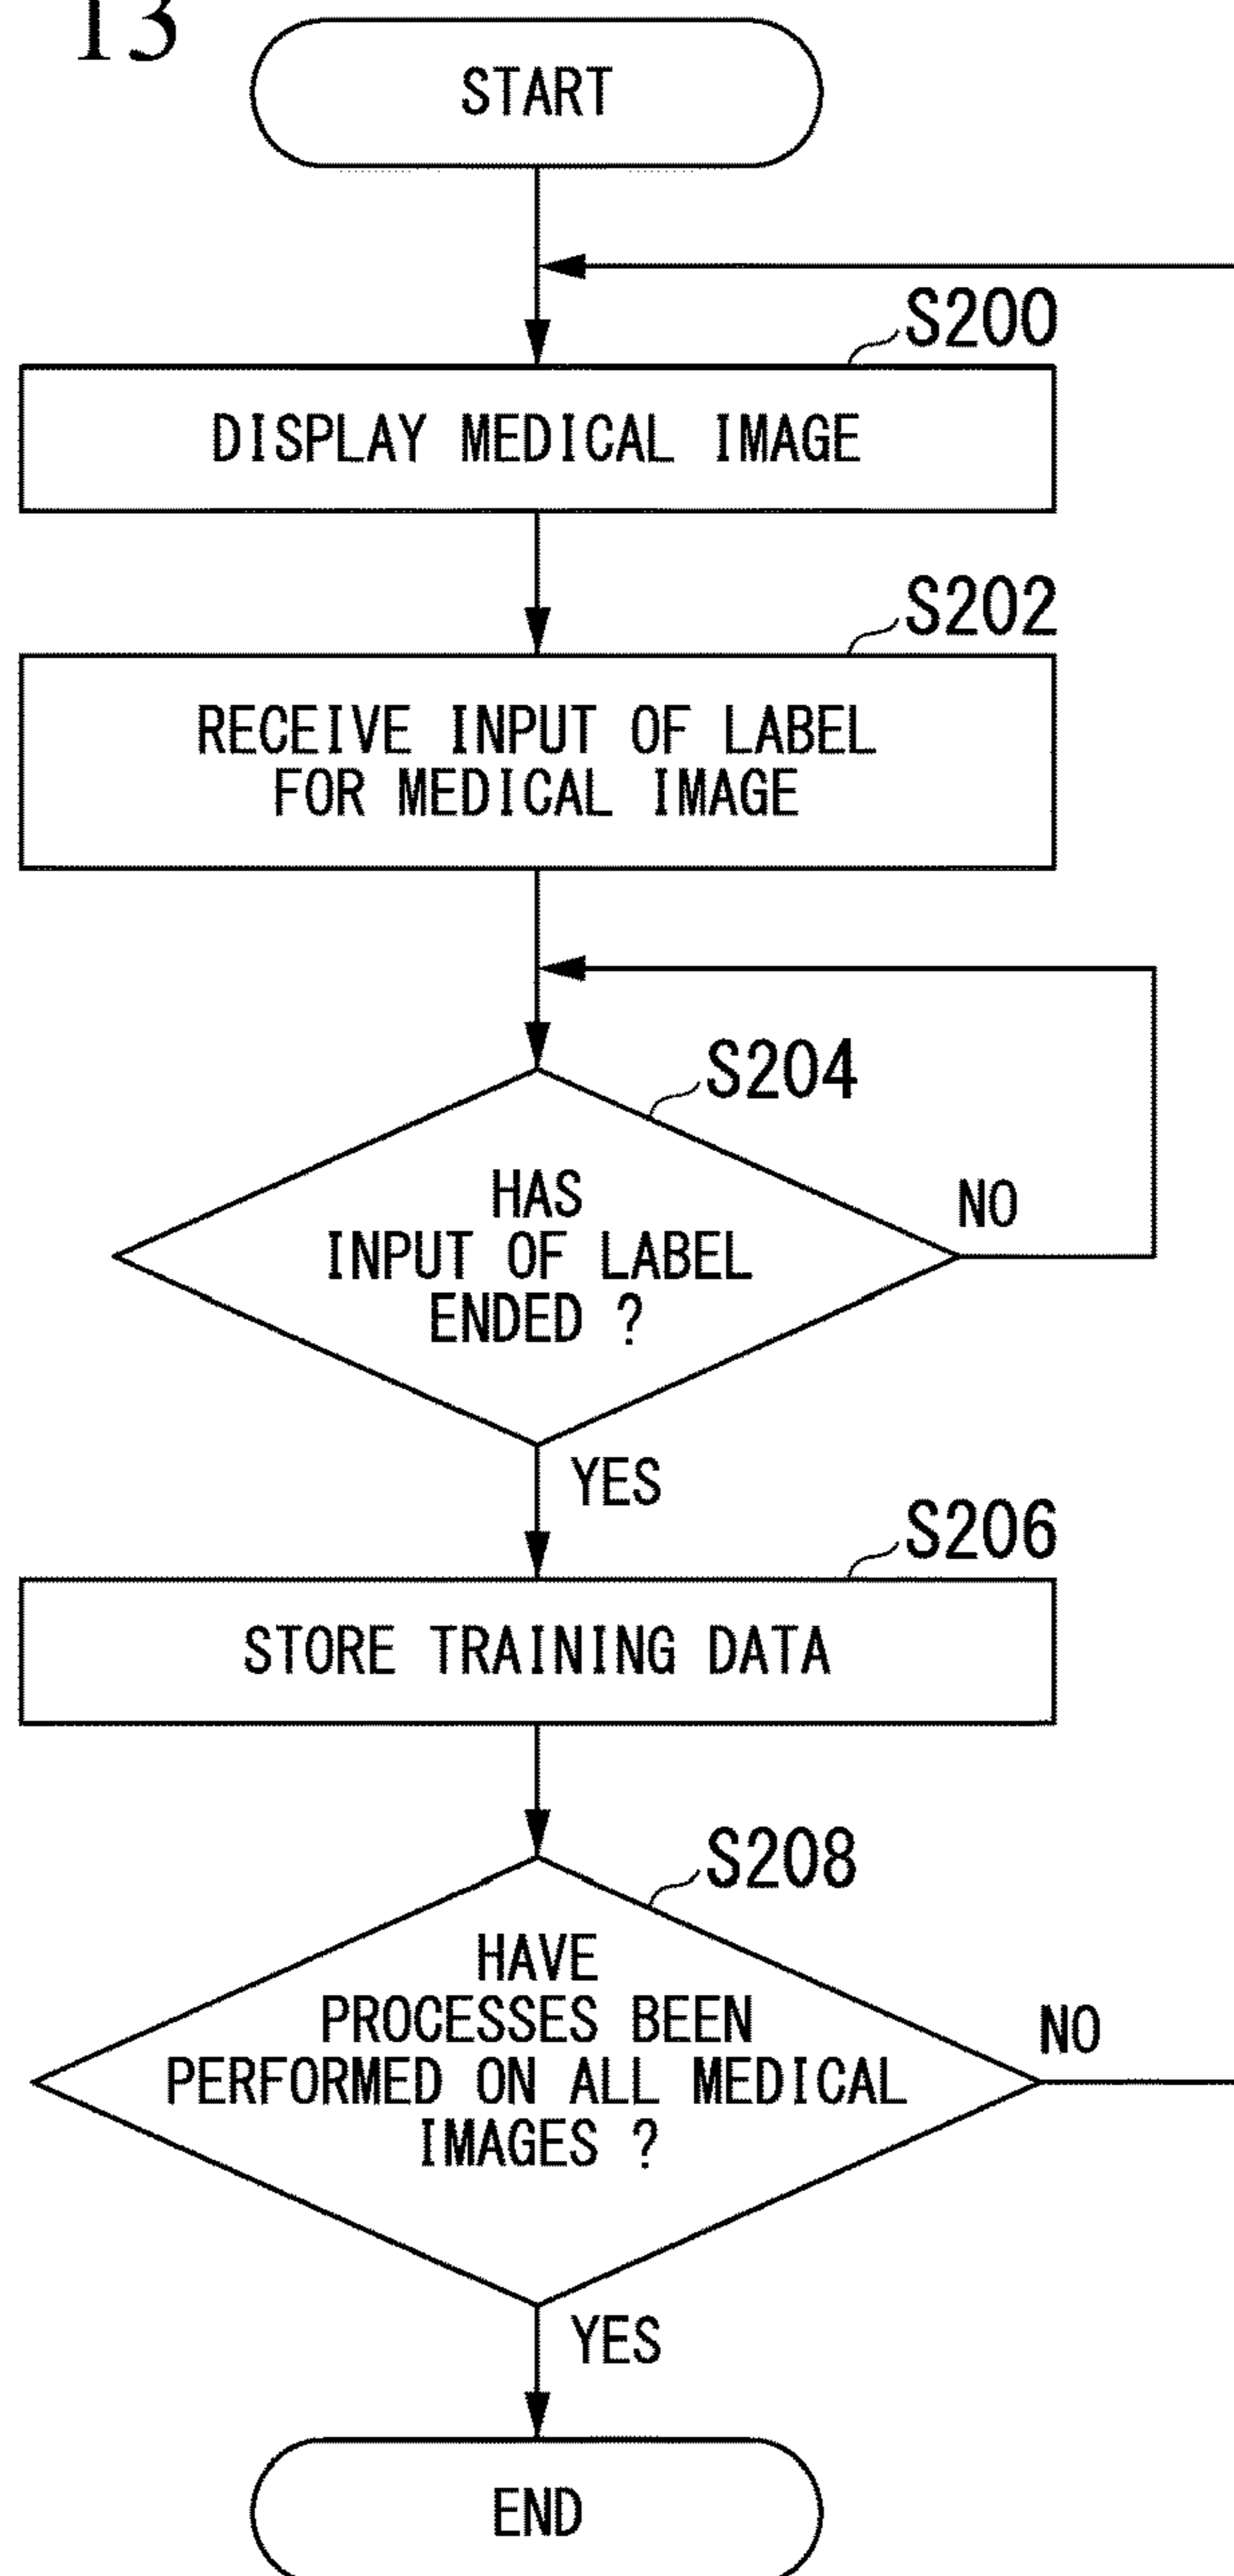 13
START
S200
DISPLAY MEDICAL IMAGE
S202
RECEIVE INPUT OF LABEL
FOR MEDICAL IMAGE
S204
HAS
INPUT OF LABEL
ENDED ?
NO
YES
S206
STORE TRAINING DATA
S208
HAVE
PROCESSES BEEN
PERFORMED ON ALL MEDICAL
IMAGES ?
NO
YES
END